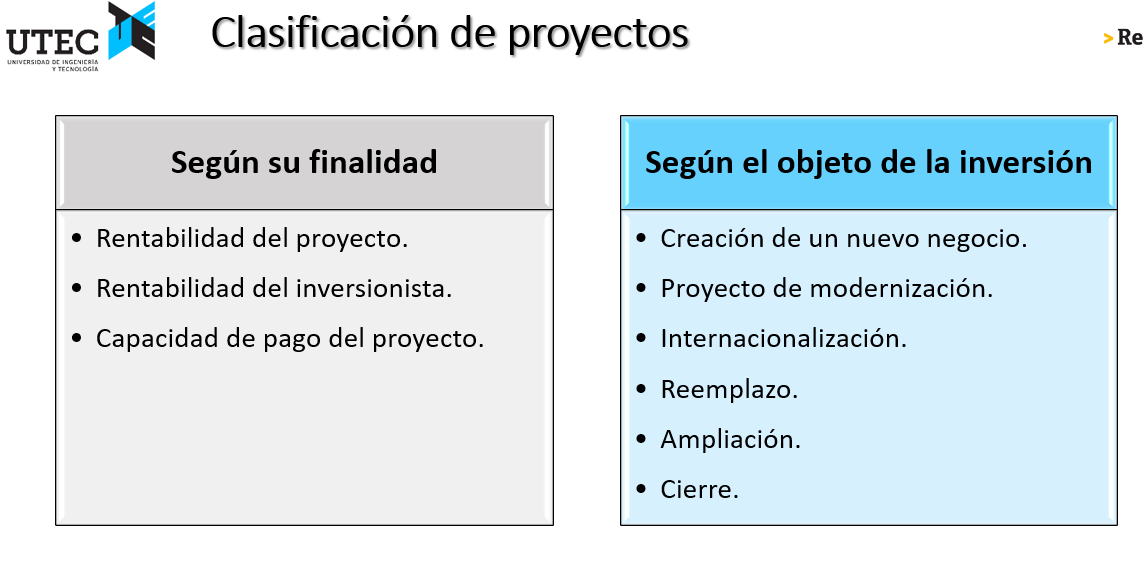 UTEC
UNIVERSIDAD DE INGENIERÍA
Y TECNOLOGÍA
Clasificación de proyectos
> Re
Según su finalidad
• Rentabilidad del proyecto.
• Rentabilidad del inversionista.
• Capacidad de pago del proyecto.
Según el objeto de la inversión
• Creación de un nuevo negocio.
• Proyecto de modernización.
• Internacionalización.
• Reemplazo.
• Ampliación.
• Cierre.